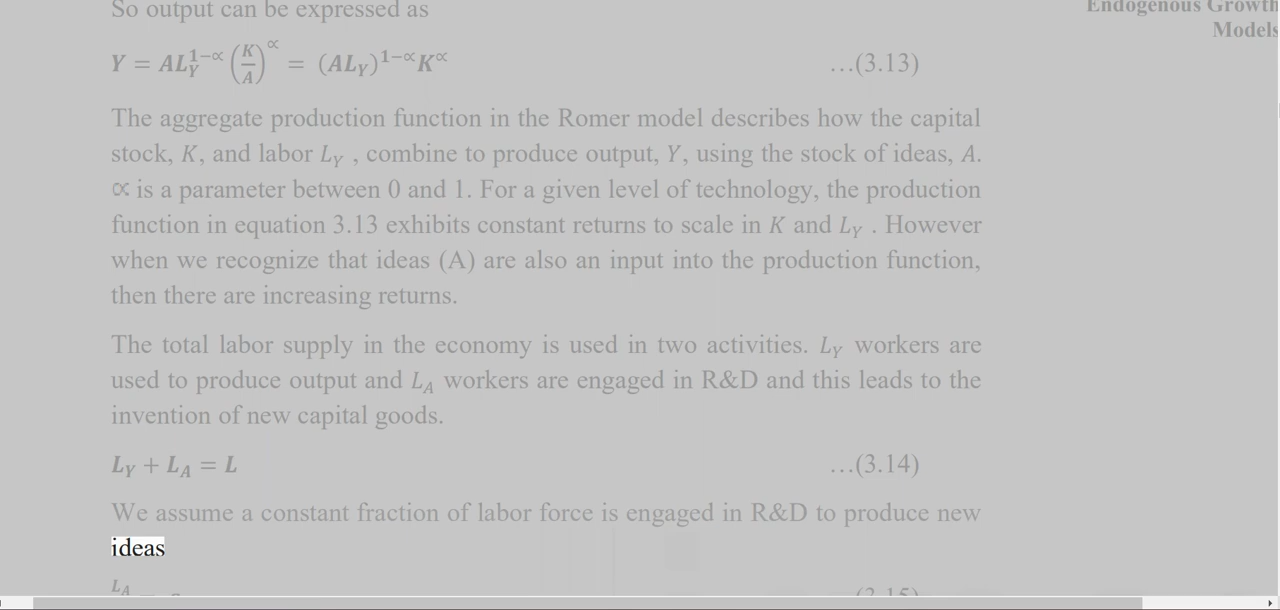 So output can be expressed as
Endogenous Growth
Models
Y = AL_Y^{1−∝} (K/A)^∝ = (AL_Y)^{1−∝} K^∝ …(3.13)
The aggregate production function in the Romer model describes how the capital
stock, K, and labor L_Y , combine to produce output, Y, using the stock of ideas, A.
∝ is a parameter between 0 and 1. For a given level of technology, the production
function in equation 3.13 exhibits constant returns to scale in K and L_Y . However
when we recognize that ideas (A) are also an input into the production function,
then there are increasing returns.
The total labor supply in the economy is used in two activities. L_Y workers are
used to produce output and L_A workers are engaged in R&D and this leads to the
invention of new capital goods.
L_Y + L_A = L …(3.14)
We assume a constant fraction of labor force is engaged in R&D to produce new
ideas
L_A …(3.15)